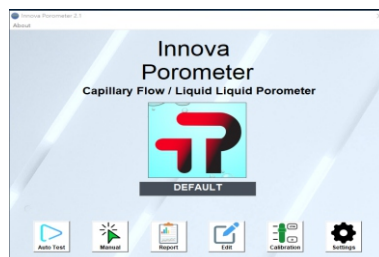 Innova Porometer 2.1
About
Innova
Porometer
Capillary Flow / Liquid Liquid Porometer
DEFAULT
Auto Test
Manual
Report
Edit
Calibration
Settings